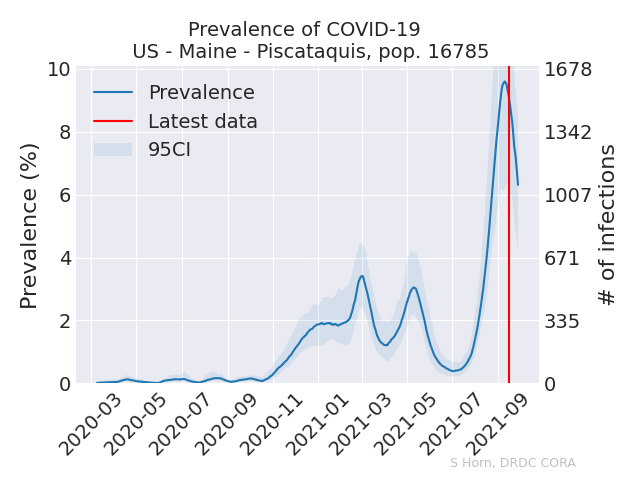 Prevalence of COVID-19
US - Maine - Piscataquis, pop. 16785
Prevalence
Latest data
95CI
Prevalence (%)
10
8
6
4
2
0
1678
1342
1007
671
335
0
# of infections
2020-03
2020-05
2020-07
2020-09
2020-11
2021-01
2021-03
2021-05
2021-07
2021-09
S Horn, DRDC CORA